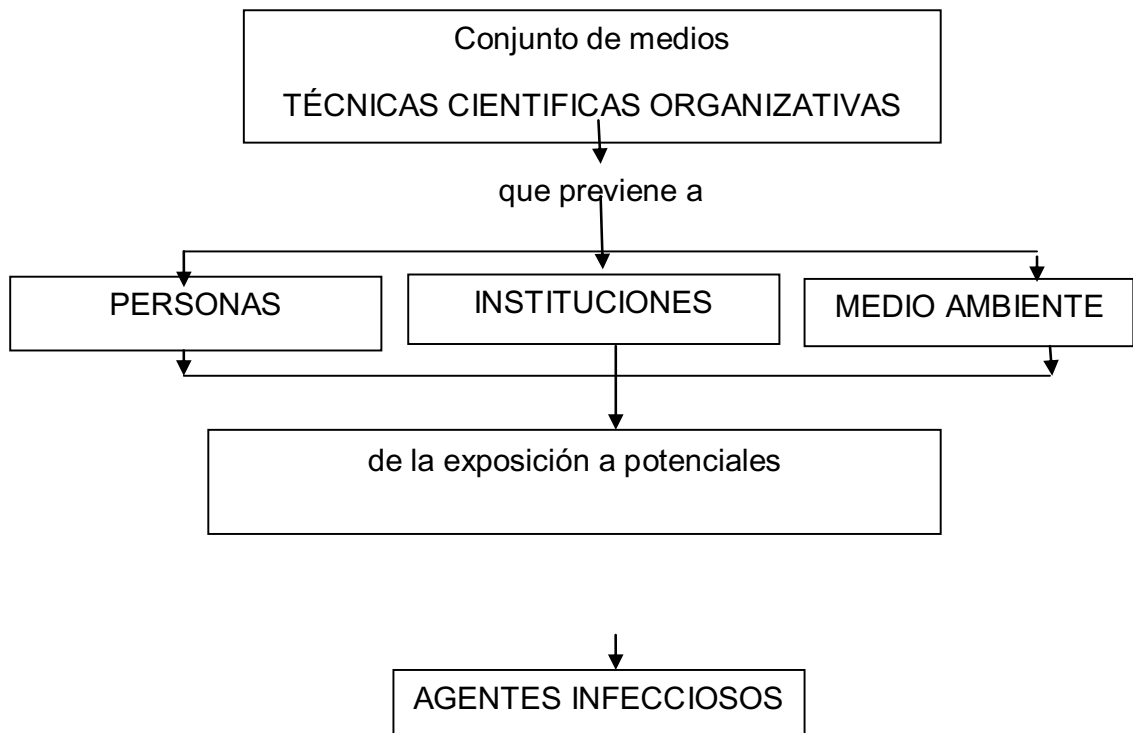 Conjunto de medios
TÉCNICAS CIENTIFICAS ORGANIZATIVAS
que previene a
PERSONAS
INSTITUCIONES
MEDIO AMBIENTE
de la exposición a potenciales
AGENTES INFECCIOSOS